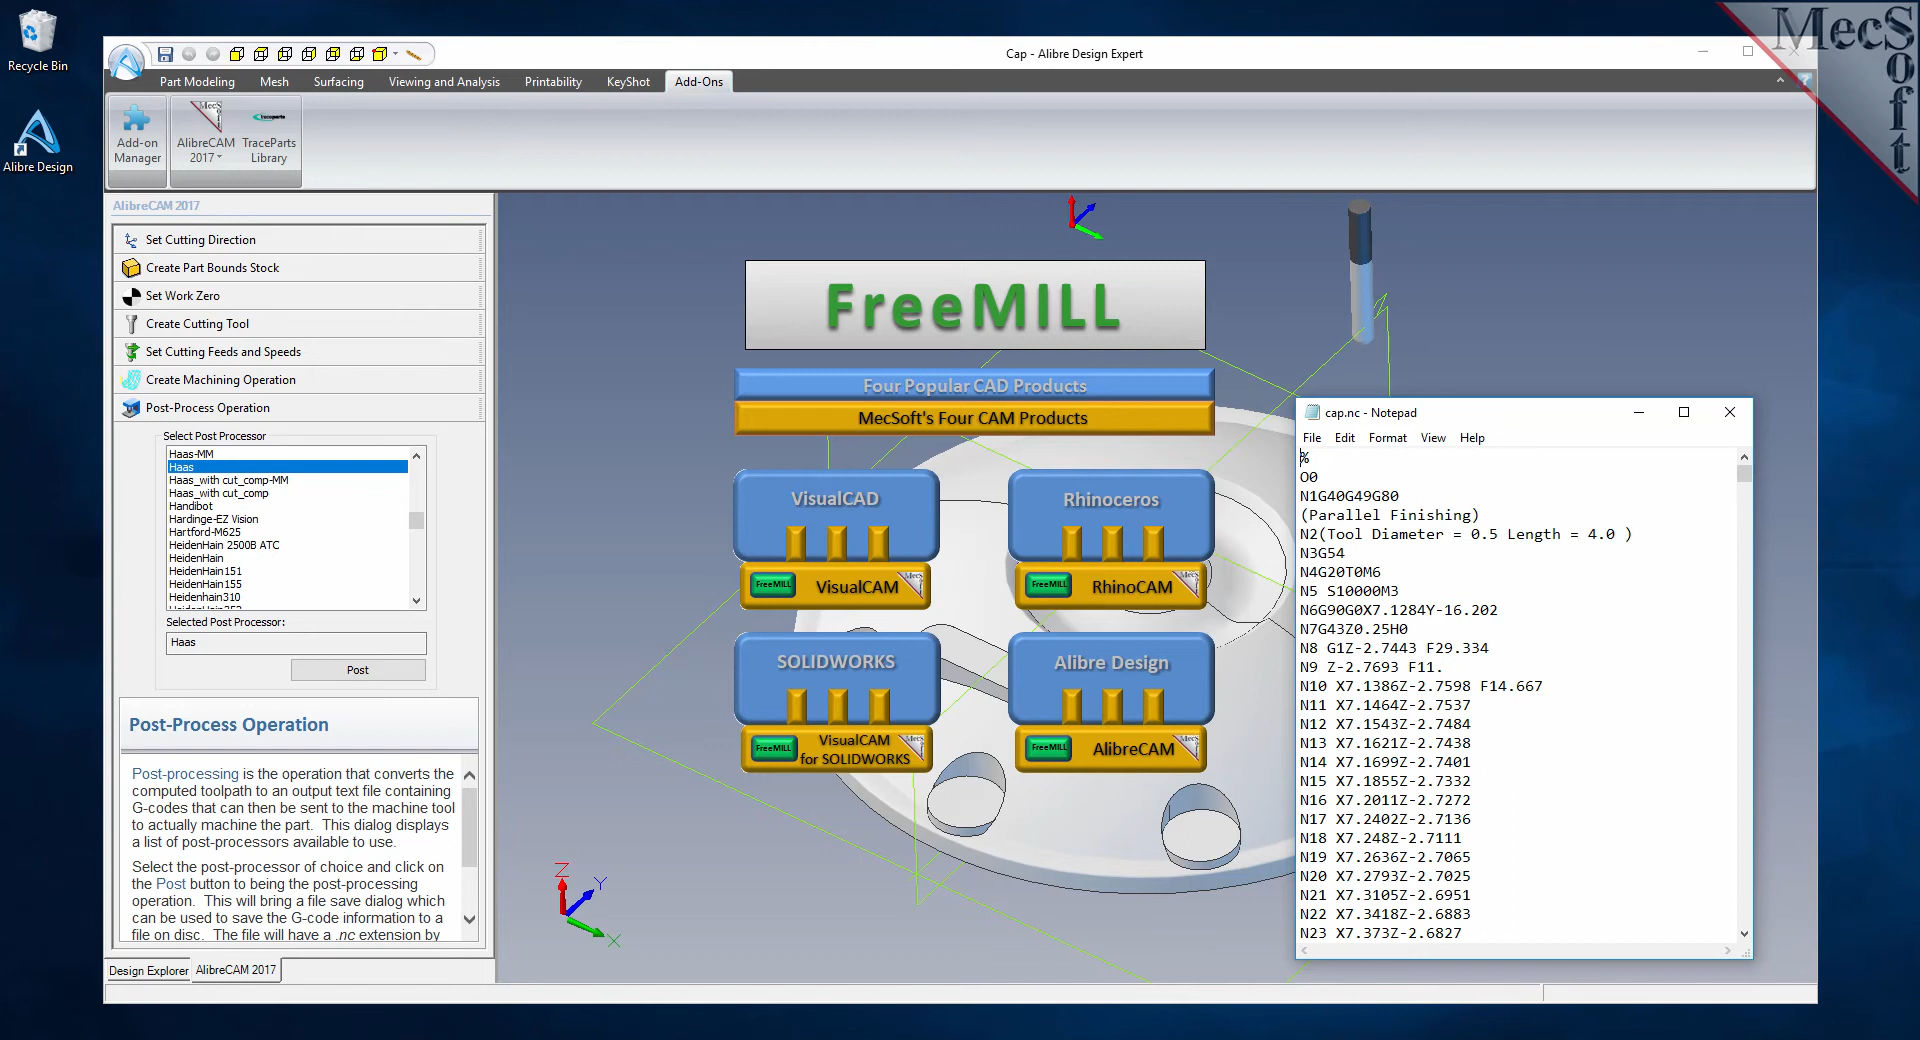 Recycle Bin
Alibre Design
Cap - Alibre Design Expert
MecSoft
Part Modeling
Mesh
Surfacing
Viewing and Analysis
Printability
KeyShot
Add-Ons
Add-on
Manager
MecSoft
AlibreCAM
2017
traceparts
TraceParts
Library
AlibreCAM 2017
Set Cutting Direction
Create Part Bounds Stock
Set Work Zero
Create Cutting Tool
Set Cutting Feeds and Speeds
Create Machining Operation
Post-Process Operation
Select Post Processor
Haas-MM
Haas
Haas_with cut_comp-MM
Haas_with cut_comp
Handibot
Hardinge-EZ Vision
Hartford-M625
HeidenHain 2500B ATC
HeidenHain
HeidenHain151
HeidenHain155
Heidenhain310
Selected Post Processor:
Haas
Post
Post-Process Operation
Post-processing is the operation that converts the
computed toolpath to an output text file containing
G-codes that can then be sent to the machine tool
to actually machine the part. This dialog displays
a list of post-processors available to use.
Select the post-processor of choice and click on
the Post button to being the post-processing
operation. This will bring a file save dialog which
can be used to save the G-code information to a
file on disc. The file will have a .nc extension by
Design Explorer
AlibreCAM 2017
FreeMILL
Four Popular CAD Products
MecSoft's Four CAM Products
VisualCAD
FreeMILL
VisualCAM
Rhinoceros
FreeMILL
RhinoCAM
SOLIDWORKS
FreeMILL
VisualCAM
for SOLIDWORKS
Alibre Design
FreeMILL
AlibreCAM
Z
Y
X
cap.nc - Notepad
File Edit Format View Help
%
O0
N1G40G49G80
(Parallel Finishing)
N2(Tool Diameter = 0.5 Length = 4.0 )
N3G54
N4G20T0M6
N5 S10000M3
N6G90G0X7.1284Y-16.202
N7G43Z0.25H0
N8 G1Z-2.7443 F29.334
N9 Z-2.7693 F11.
N10 X7.1386Z-2.7598 F14.667
N11 X7.1464Z-2.7537
N12 X7.1543Z-2.7484
N13 X7.1621Z-2.7438
N14 X7.1699Z-2.7401
N15 X7.1855Z-2.7332
N16 X7.2011Z-2.7272
N17 X7.2402Z-2.7136
N18 X7.248Z-2.7111
N19 X7.2636Z-2.7065
N20 X7.2793Z-2.7025
N21 X7.3105Z-2.6951
N22 X7.3418Z-2.6883
N23 X7.373Z-2.6827